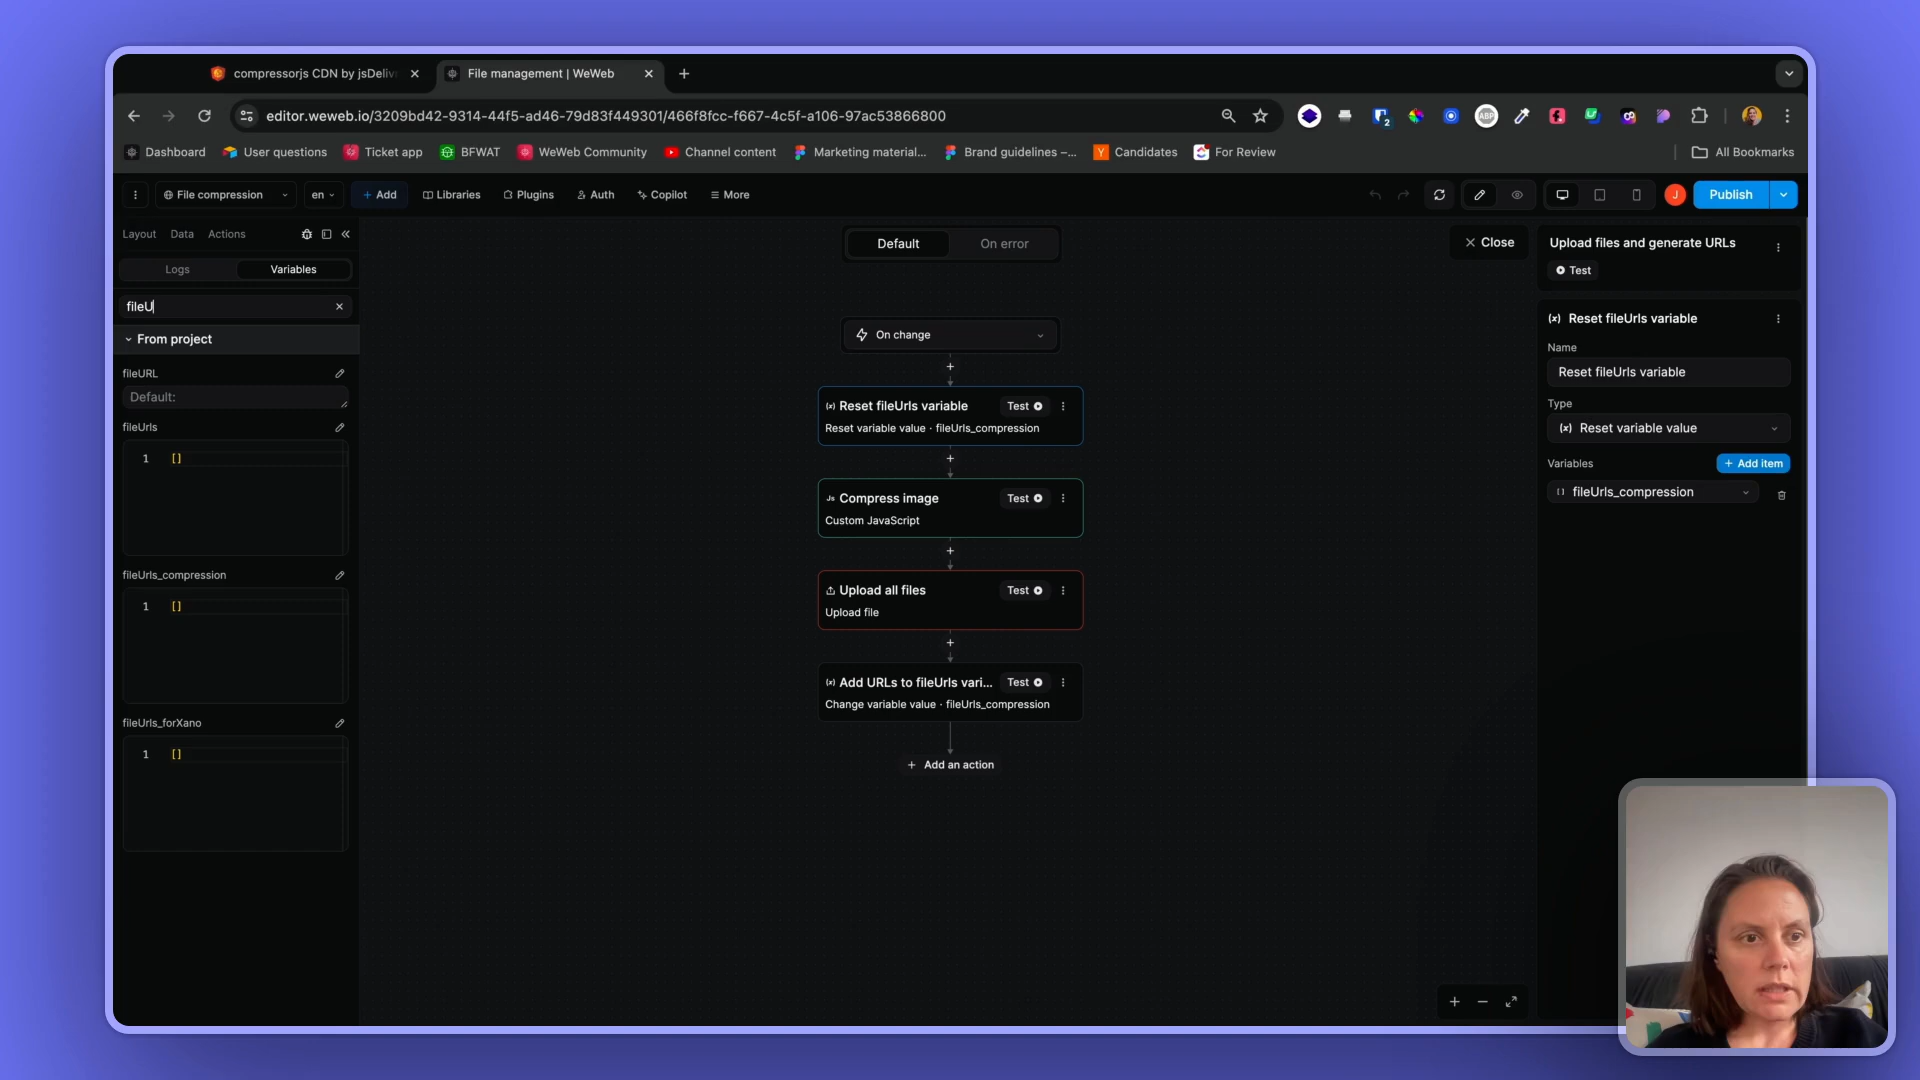 compressorjs CDN by jsDeliv
File management | WeWeb
editor.weweb.io/3209bd42-9314-44f5-ad46-79d83f449301/466f8fcc-f667-4c5f-a106-97ac53866800
ABP
2
Dashboard
User questions
Ticket app
BFWAT
WeWeb Community
Channel content
Marketing material...
Brand guidelines –...
Candidates
For Review
All Bookmarks
File compression
en
+ Add
Libraries
Plugins
Auth
Copilot
More
J
Publish
Layout
Data
Actions
Default
On error
Close
Upload files and generate URLs
Test
Logs
Variables
fileU
From project
fileURL
Default:
fileUrls
1 []
fileUrls_compression
1 []
fileUrls_forXano
1 []
On change
(x) Reset fileUrls variable
Test
Reset variable value · fileUrls_compression
Js Compress image
Test
Custom JavaScript
Upload all files
Test
Upload file
(x) Add URLs to fileUrls vari...
Test
Change variable value · fileUrls_compression
+ Add an action
(x) Reset fileUrls variable
Name
Reset fileUrls variable
Type
(x) Reset variable value
Variables
+ Add item
[] fileUrls_compression